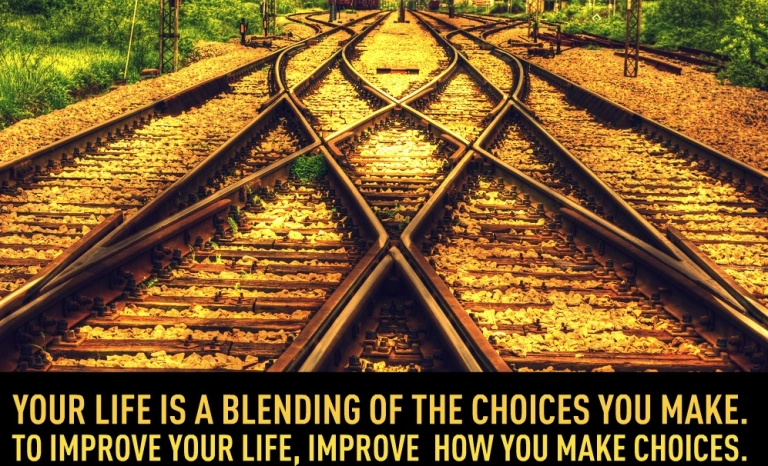 YOUR LIFE IS A BLENDING OF THE CHOICES YOU MAKE.
TO IMPROVE YOUR LIFE, IMPROVE HOW YOU MAKE CHOICES.